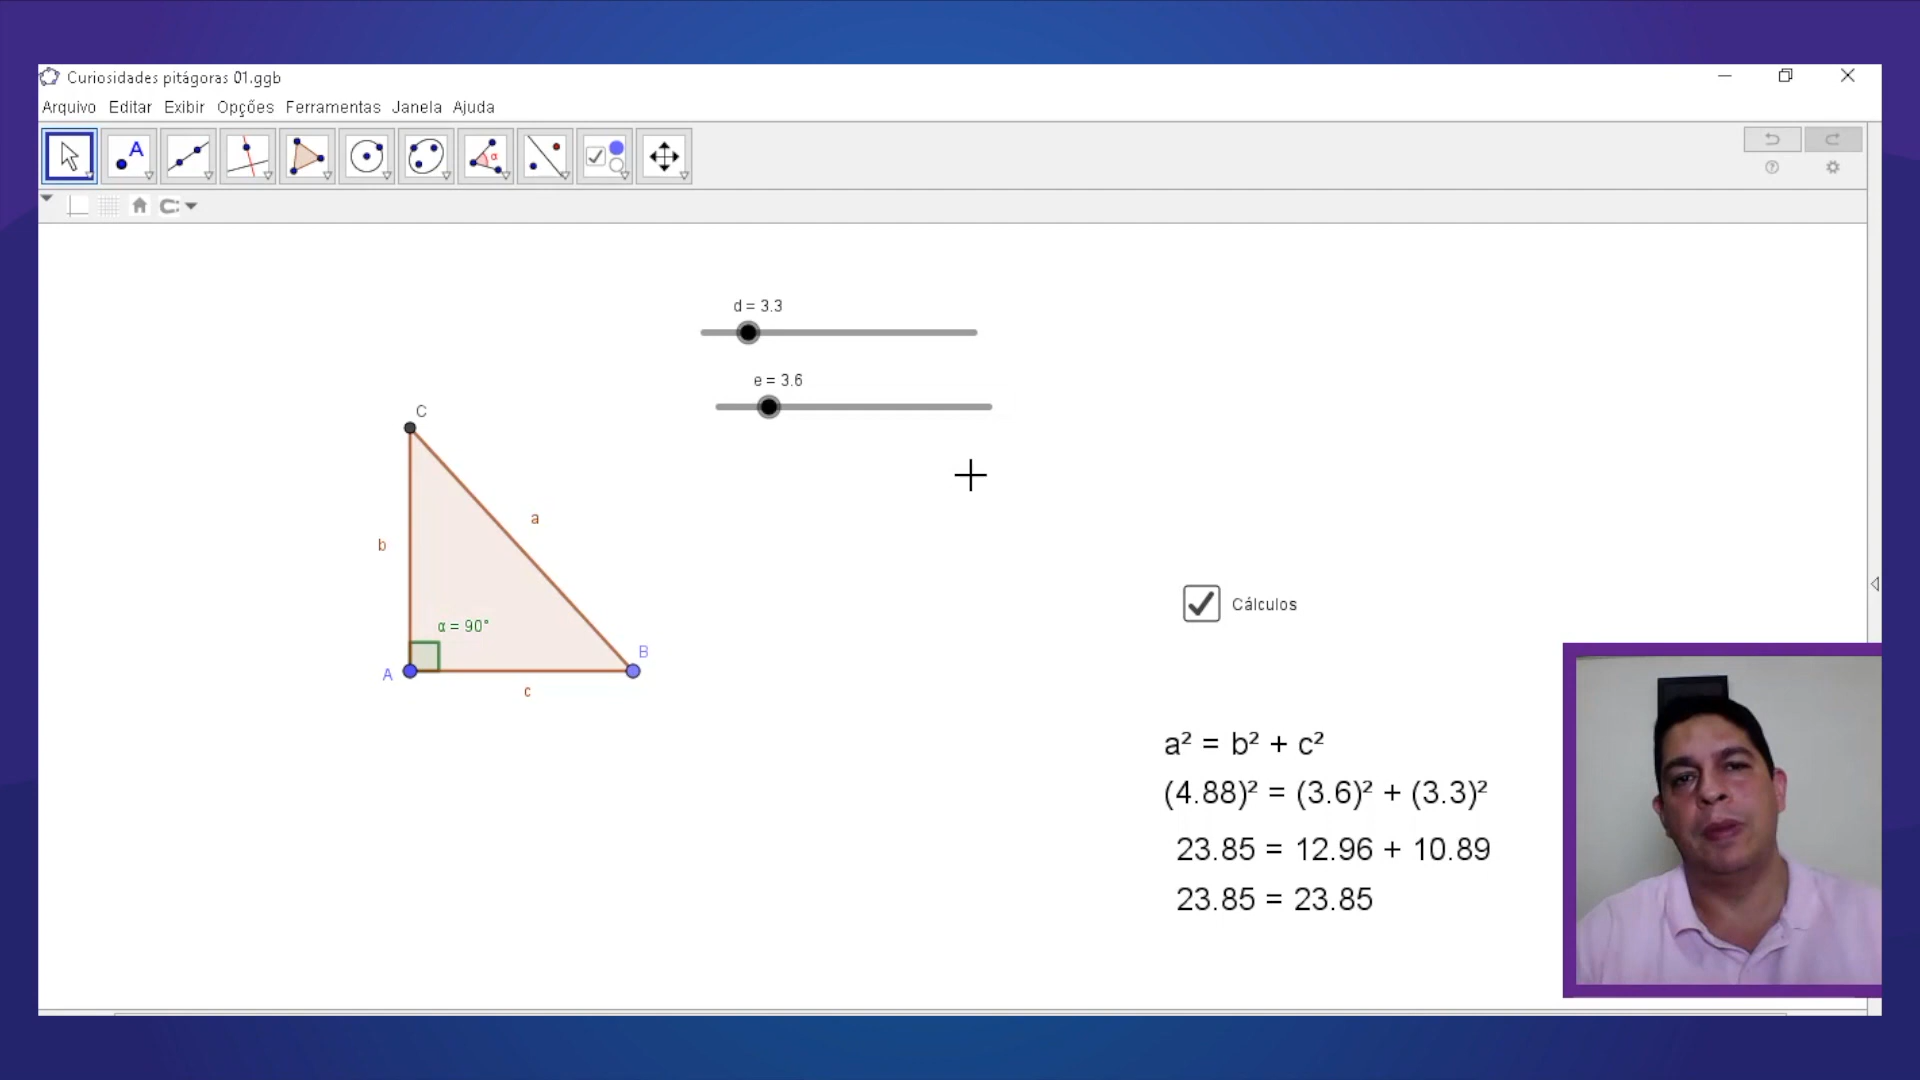 Curiosidades pitágoras 01.ggb
Arquivo Editar Exibir Opções Ferramentas Janela Ajuda
A
α
d = 3.3
e = 3.6
C
a
b
α = 90°
B
A
c
Cálculos
a² = b² + c²
(4.88)² = (3.6)² + (3.3)²
23.85 = 12.96 + 10.89
23.85 = 23.85